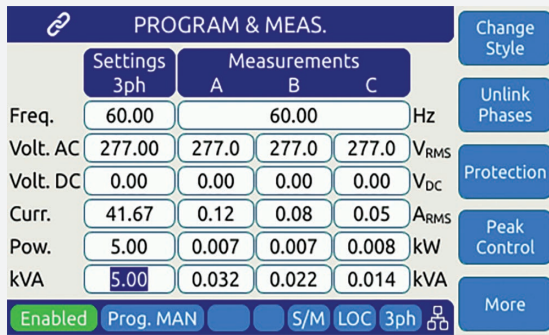 PROGRAM & MEAS.
Change
Style
Settings
3ph
Measurements
A B C
Unlink
Phases
Freq. 60.00 60.00 Hz
Volt. AC 277.00 277.0 277.0 277.0 VRMS
Volt. DC 0.00 0.00 0.00 0.00 VDC
Protection
Curr. 41.67 0.12 0.08 0.05 ARMS
Pow. 5.00 0.007 0.007 0.008 kW
Peak
Control
kVA 5.00 0.032 0.022 0.014 kVA
More
Enabled Prog. MAN S/M LOC 3ph